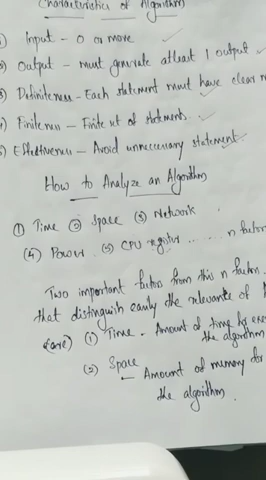 Characteristics of Algorithm
1) Input - 0 or more
2) Output - must generate atleast 1 output
3) Definiteness - Each statement must have clear
4) Finiteness - Finite set of statements.
5) Effectiveness - Avoid unnecessary statement.
How to Analyze an Algorithm
(1) Time (2) Space (3) Network
(4) Power (5) CPU register ........ n factors
Two important factors from this n factors.
that distinguish easily the relevance of
(are) (1) Time - Amount of time by
the algorithm
(2) Space
- Amount of memory for
the algorithm.